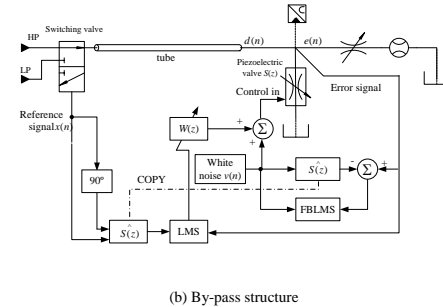 Switching valve
HP
LP
tube
d(n)
e(n)
Piezoelectric
valve S(z)
Control in
Error signal
Reference
signal x(n)
W(z)
+
Σ
+
90º
White
noise v(n)
Ŝ(z)
-
Σ
+
COPY
Ŝ(z)
LMS
FBLMS
(b) By-pass structure